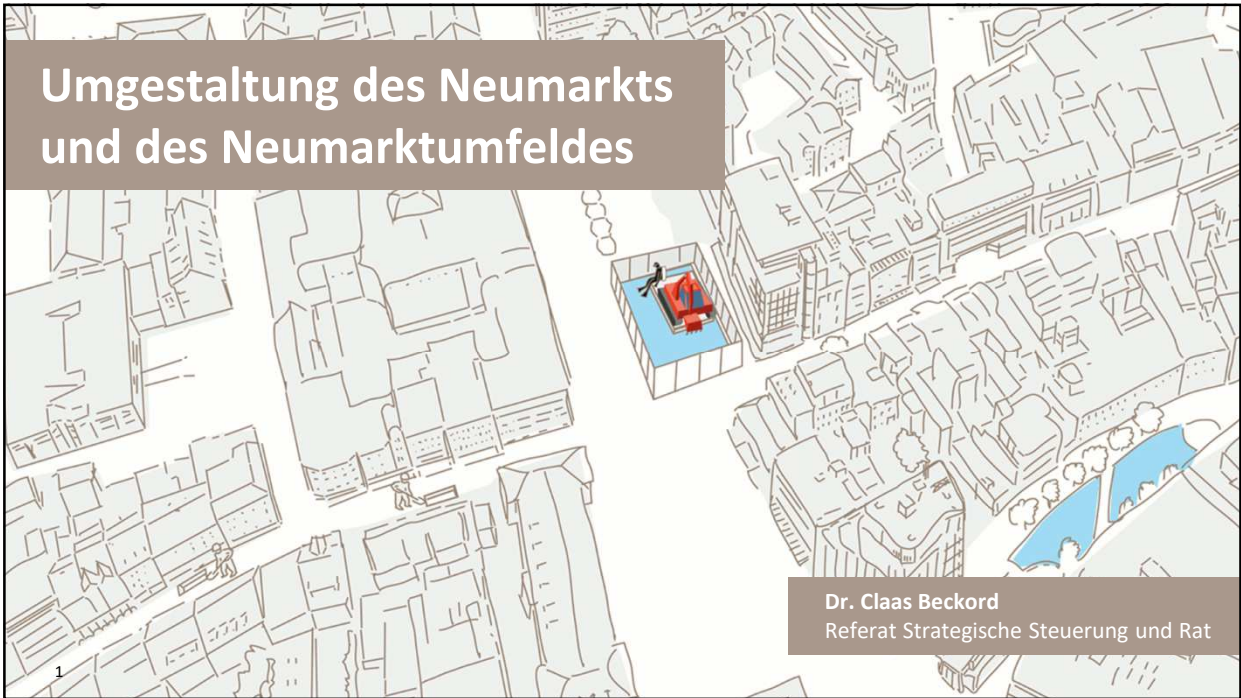 Umgestaltung des Neumarkts
und des Neumarktumfeldes
Dr. Claas Beckord
Referat Strategische Steuerung und Rat
1